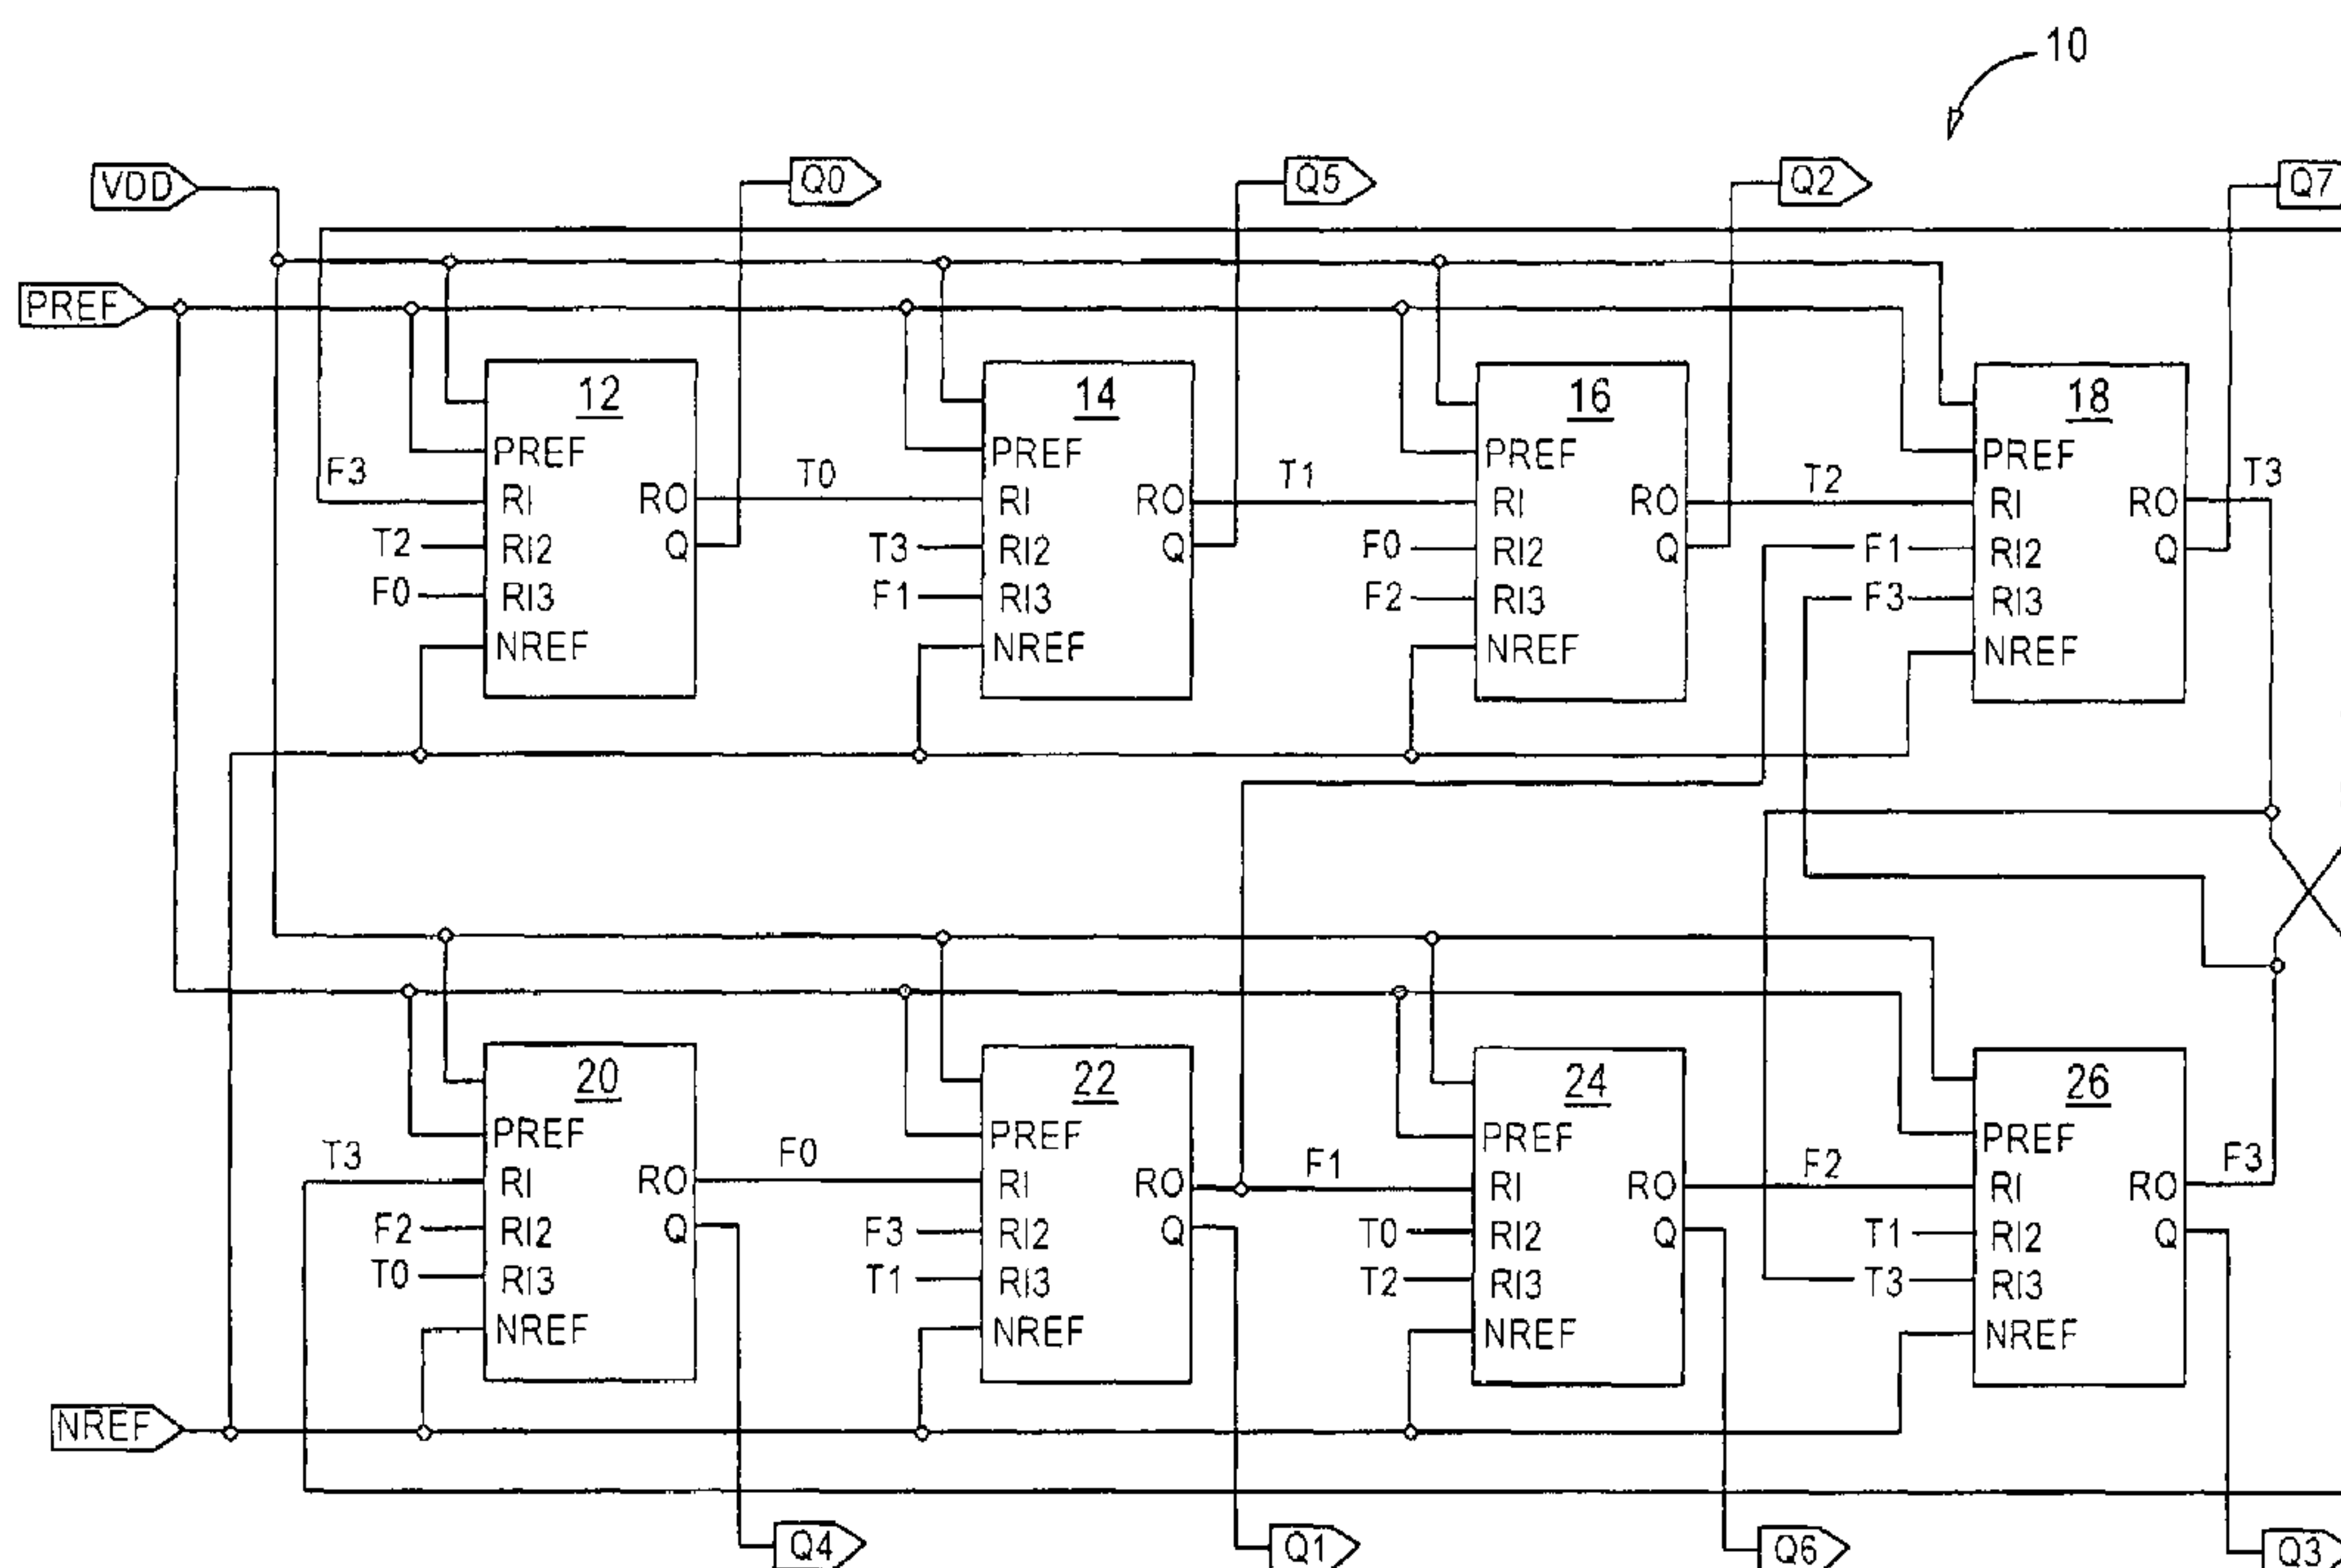 10
VDD
Q0
Q5
Q2
Q7
PREF
12
14
16
18
PREF
PREF
PREF
PREF
F3
RI
RO
T0
RI
RO
T1
RI
RO
T2
RI
RO
T3
T2
RI2
Q
T3
RI2
Q
F0
RI2
Q
F1
RI2
Q
F0
RI3
F1
RI3
F2
RI3
F3
RI3
NREF
NREF
NREF
NREF
20
22
24
26
PREF
PREF
PREF
PREF
T3
RI
RO
F0
RI
RO
F1
RI
RO
F2
RI
RO
F3
F2
RI2
Q
F3
RI2
Q
T0
RI2
Q
T1
RI2
Q
T0
RI3
T1
RI3
T2
RI3
T3
RI3
NREF
NREF
NREF
NREF
NREF
Q4
Q1
Q6
Q3